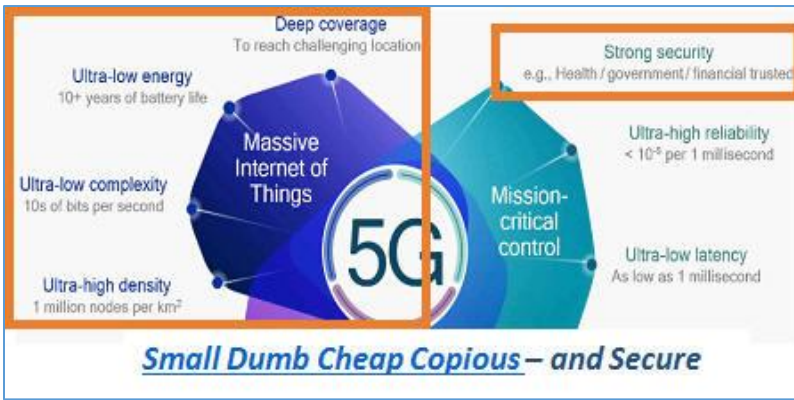 Deep coverage
To reach challenging location
Ultra-low energy
10+ years of battery life
Ultra-low complexity
10s of bits per second
Ultra-high density
1 million nodes per km²
Massive
Internet of
Things
5G
Mission-
critical
control
Strong security
e.g., Health / government / financial trusted
Ultra-high reliability
< 10⁻⁵ per 1 millisecond
Ultra-low latency
As low as 1 millisecond
Small Dumb Cheap Copious – and Secure